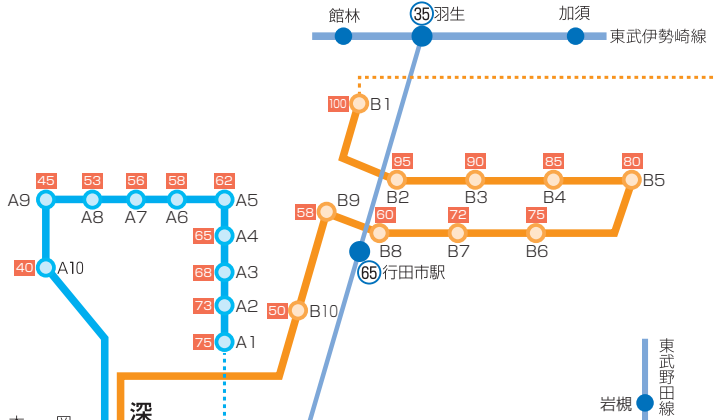 館林
35 羽生
加須
東武伊勢崎線
100 B1
95
90
85
80
B2
B3
B4
B5
45
53
56
58
62
A9
A8
A7
A6
A5
58 B9
60
72
75
B8
B7
B6
65 A4
40 A10
68 A3
65 行田市駅
73 A2
50 B10
75 A1
東武野田線
岩槻
深